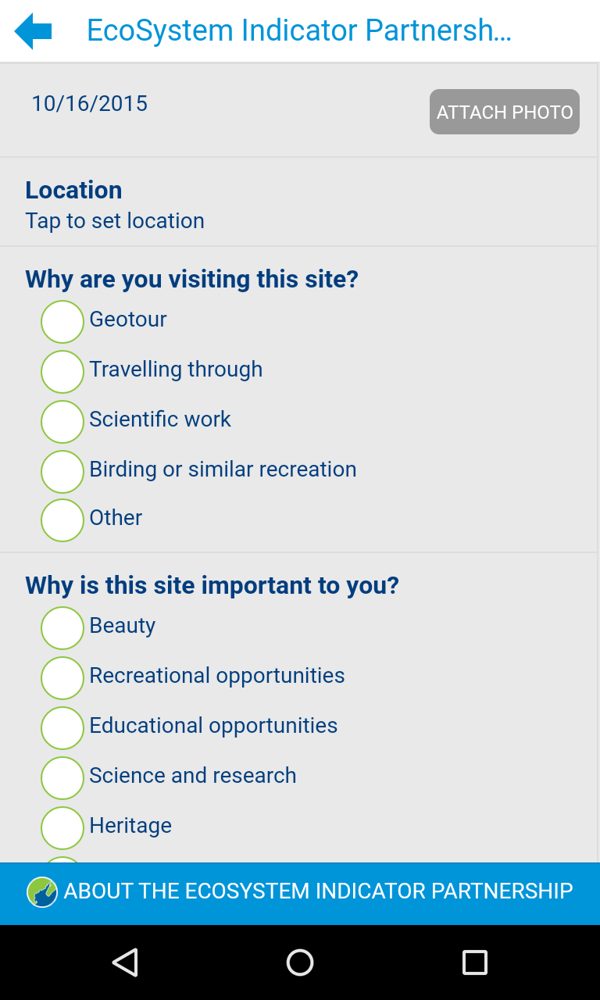 EcoSystem Indicator Partnersh...
10/16/2015
ATTACH PHOTO
Location
Tap to set location
Why are you visiting this site?
Geotour
Travelling through
Scientific work
Birding or similar recreation
Other
Why is this site important to you?
Beauty
Recreational opportunities
Educational opportunities
Science and research
Heritage
ABOUT THE ECOSYSTEM INDICATOR PARTNERSHIP